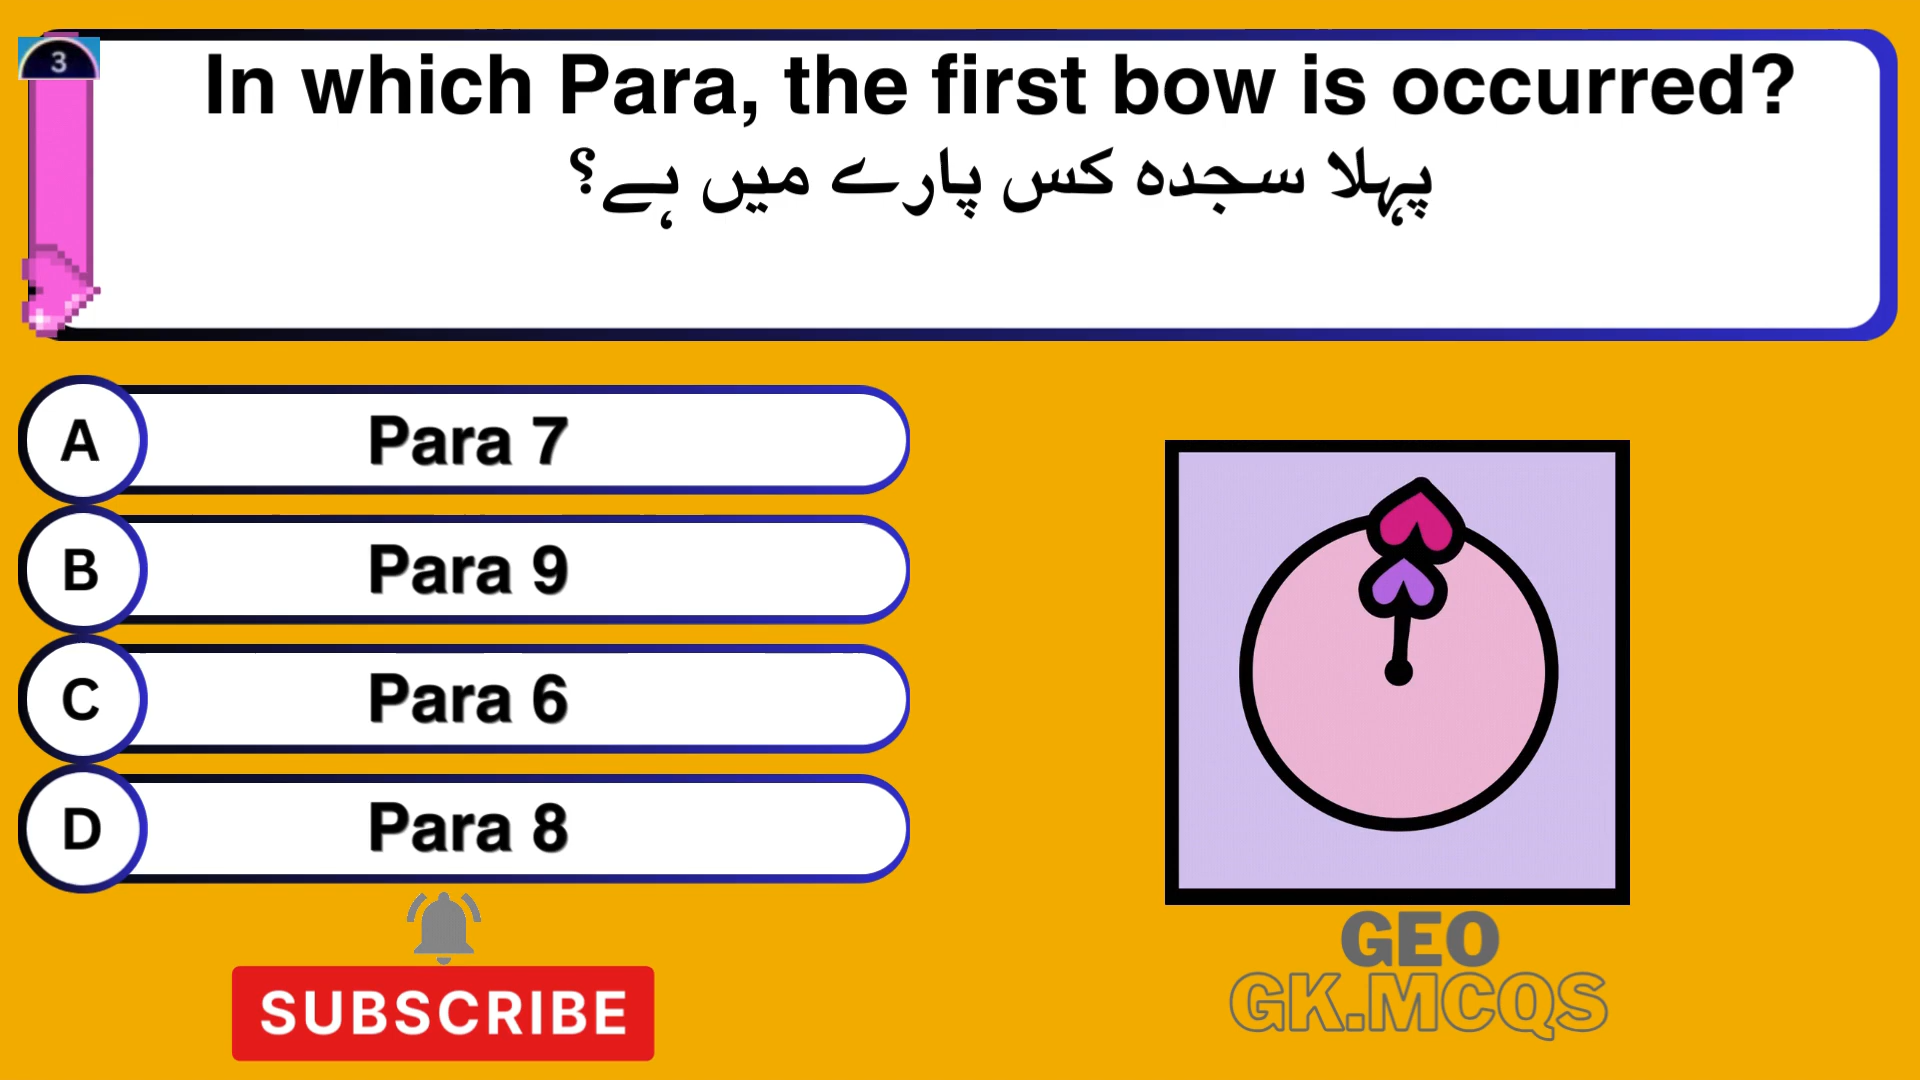 3
In which Para, the first bow is occurred?
پہلا سجدہ کس پارے میں ہے؟
A Para 7
B Para 9
C Para 6
D Para 8
SUBSCRIBE
GEO
GK.MCQS